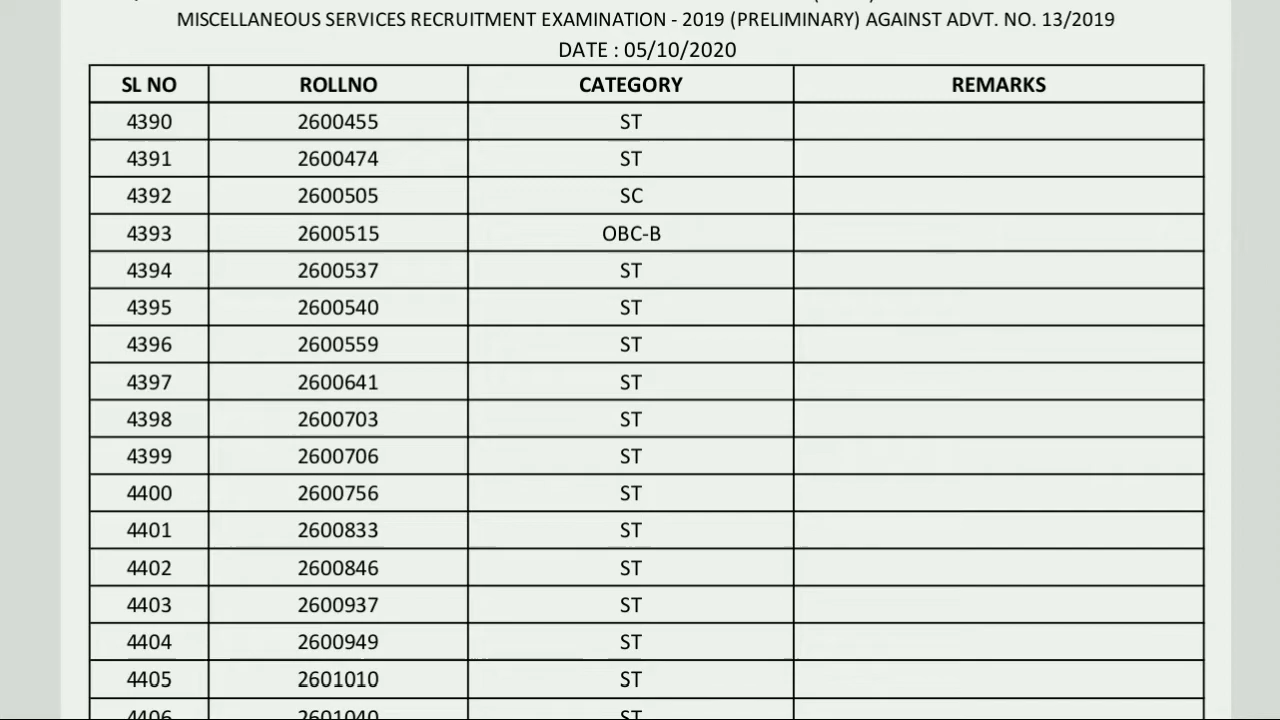 MISCELLANEOUS SERVICES RECRUITMENT EXAMINATION - 2019 (PRELIMINARY) AGAINST ADVT. NO. 13/2019
DATE : 05/10/2020
SL NO ROLLNO CATEGORY REMARKS
4390 2600455 ST
4391 2600474 ST
4392 2600505 SC
4393 2600515 OBC-B
4394 2600537 ST
4395 2600540 ST
4396 2600559 ST
4397 2600641 ST
4398 2600703 ST
4399 2600706 ST
4400 2600756 ST
4401 2600833 ST
4402 2600846 ST
4403 2600937 ST
4404 2600949 ST
4405 2601010 ST
4406 2601040 ST